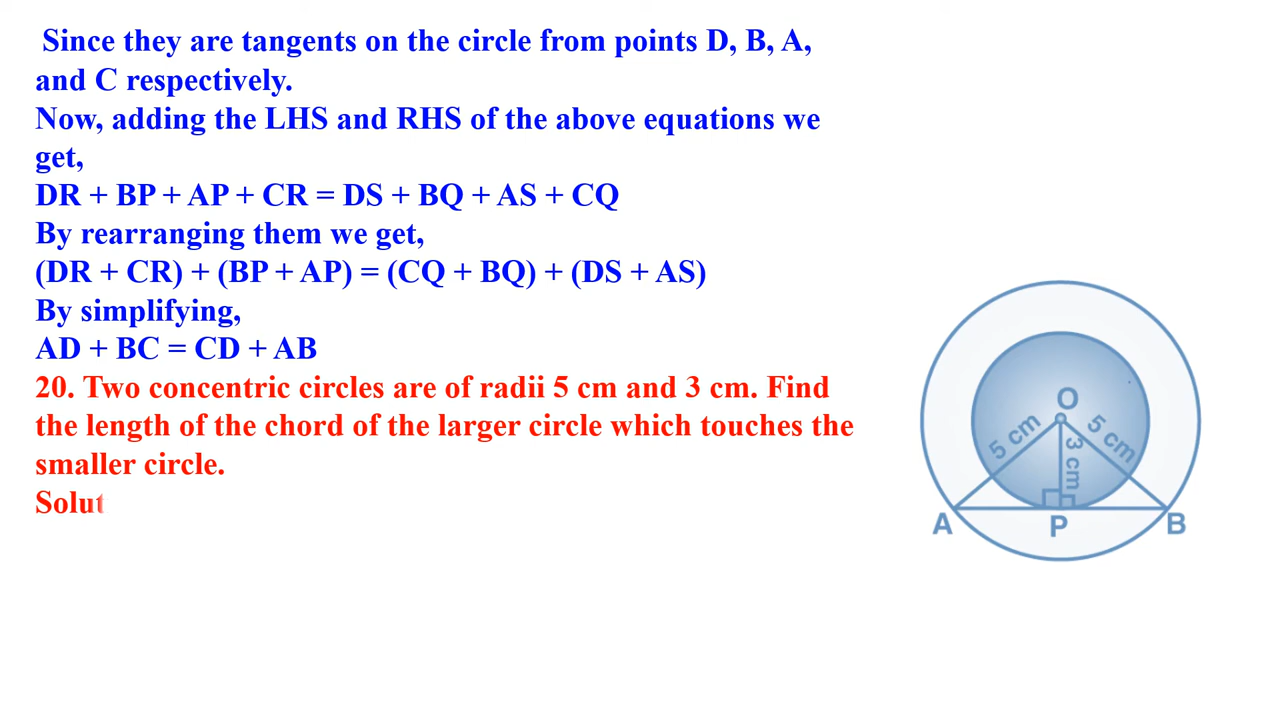 Since they are tangents on the circle from points D, B, A,
and C respectively.
Now, adding the LHS and RHS of the above equations we
get,
DR + BP + AP + CR = DS + BQ + AS + CQ
By rearranging them we get,
(DR + CR) + (BP + AP) = (CQ + BQ) + (DS + AS)
By simplifying,
AD + BC = CD + AB
20. Two concentric circles are of radii 5 cm and 3 cm. Find
the length of the chord of the larger circle which touches the
smaller circle.
Solut
O
5 cm
3 cm
5 cm
A
P
B